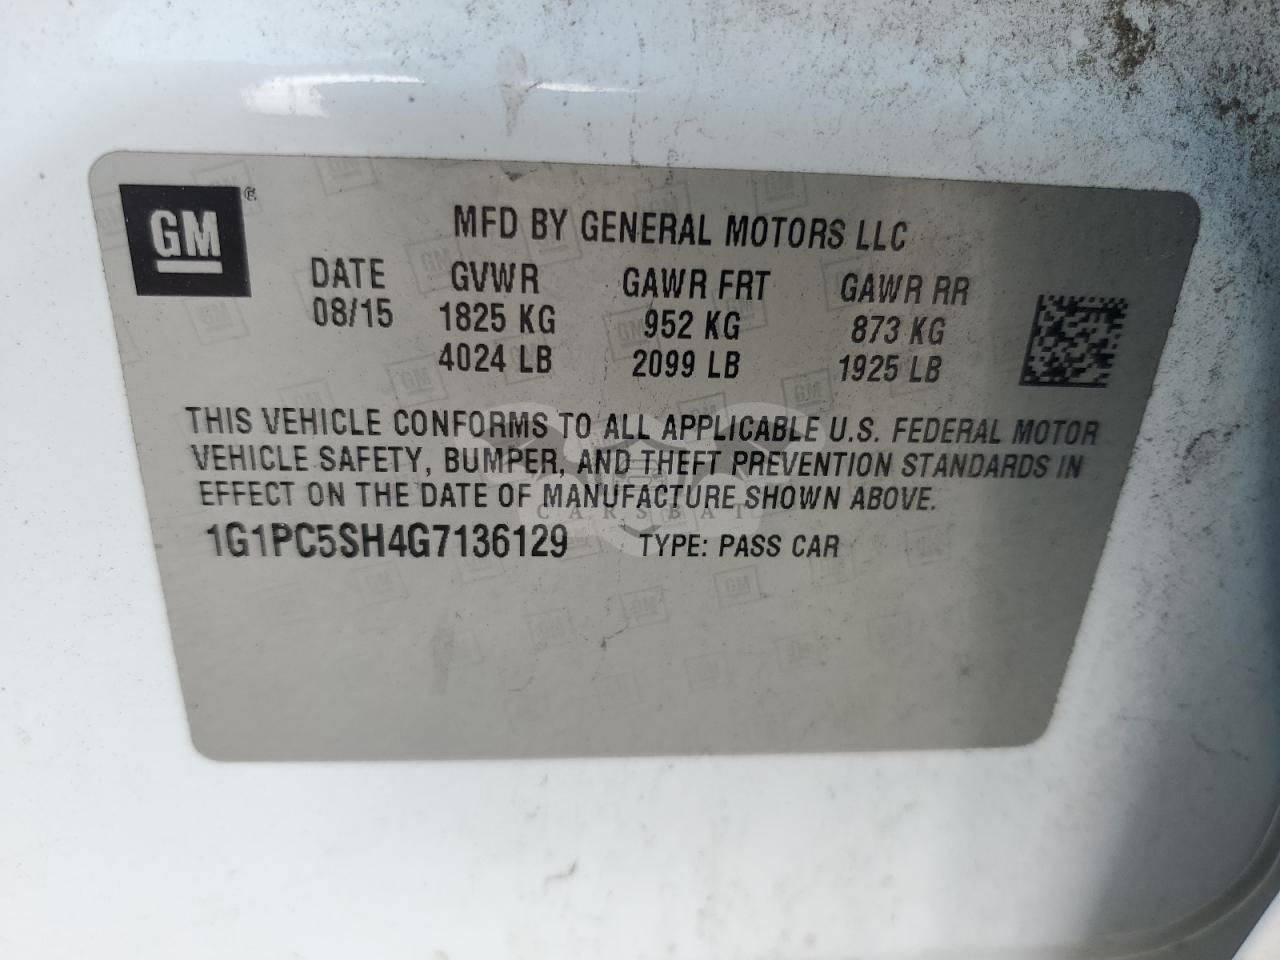 GM ®
MFD BY GENERAL MOTORS LLC
DATE GVWR GAWR FRT GAWR RR
08/15 1825 KG 952 KG 873 KG
4024 LB 2099 LB 1925 LB
THIS VEHICLE CONFORMS TO ALL APPLICABLE U.S. FEDERAL MOTOR
VEHICLE SAFETY, BUMPER, AND THEFT PREVENTION STANDARDS IN
EFFECT ON THE DATE OF MANUFACTURE SHOWN ABOVE.
CARSBAT
1G1PC5SH4G7136129 TYPE: PASS CAR